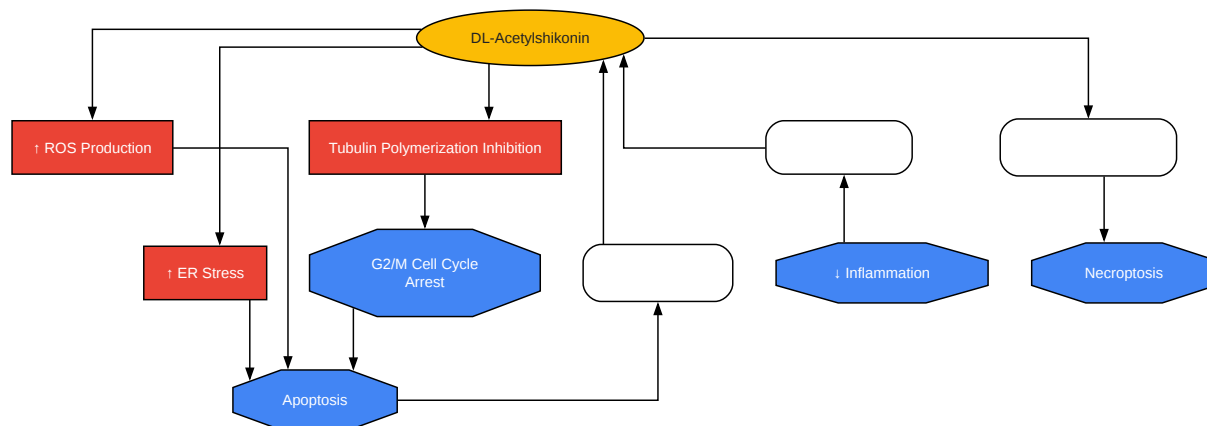 DL-Acetylshikonin
↑ ROS Production
Tubulin Polymerization Inhibition
↑ ER Stress
G2/M Cell Cycle
Arrest
↓ Inflammation
Necroptosis
Apoptosis